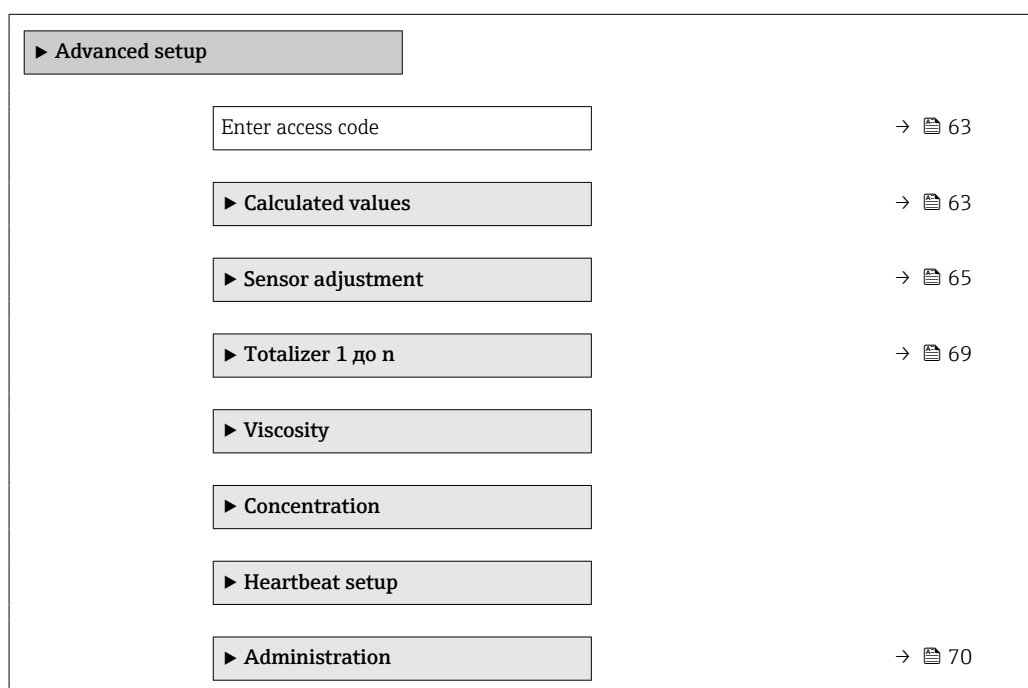 ▶ Advanced setup
Enter access code → 63
▶ Calculated values → 63
▶ Sensor adjustment → 65
▶ Totalizer 1 до n → 69
▶ Viscosity
▶ Concentration
▶ Heartbeat setup
▶ Administration → 70